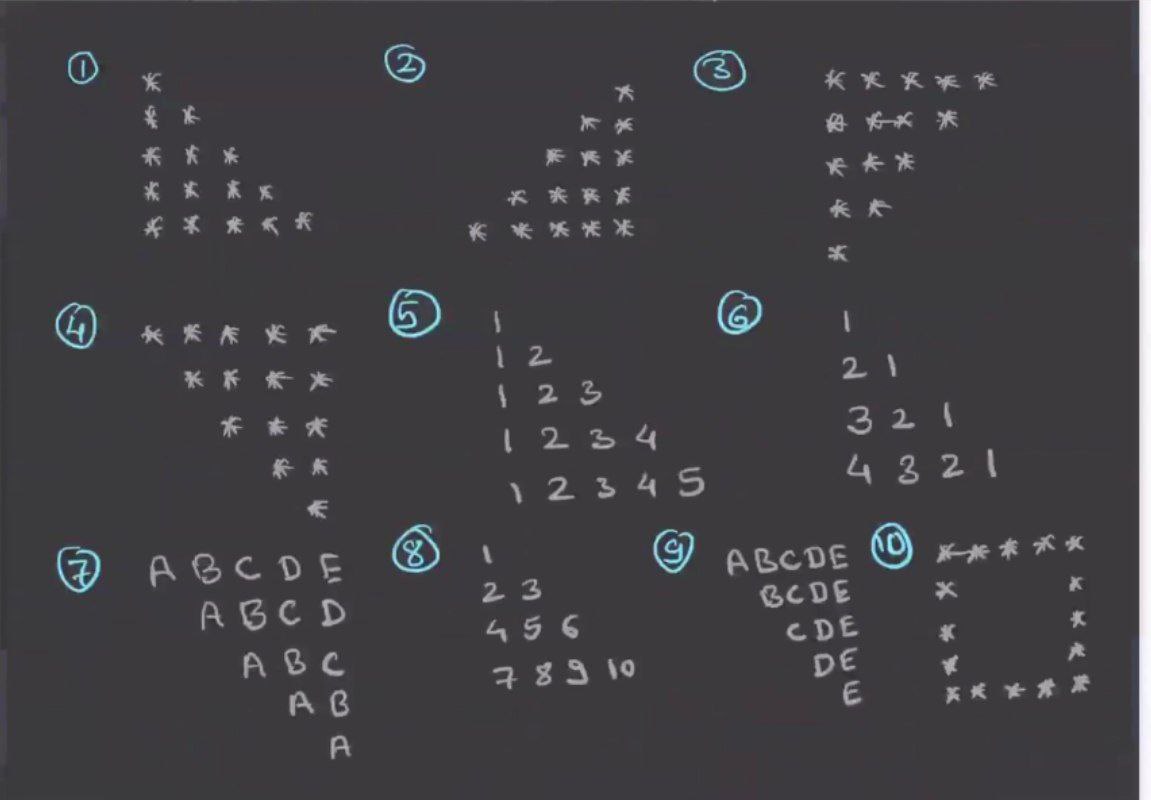 ①
*
* *
* * *
* * * *
* * * * *
②
*
* *
* * *
* * * *
* * * * *
③
* * * * *
* * * *
* * *
* *
*
④
* * * * *
* * * *
* * *
* *
*
⑤
1
1 2
1 2 3
1 2 3 4
1 2 3 4 5
⑥
1
2 1
3 2 1
4 3 2 1
⑦
A B C D E
A B C D
A B C
A B
A
⑧
1
2 3
4 5 6
7 8 9 10
⑨
ABCDE
BCDE
CDE
DE
E
⑩
* * * * *
* *
* *
* *
* * * * *